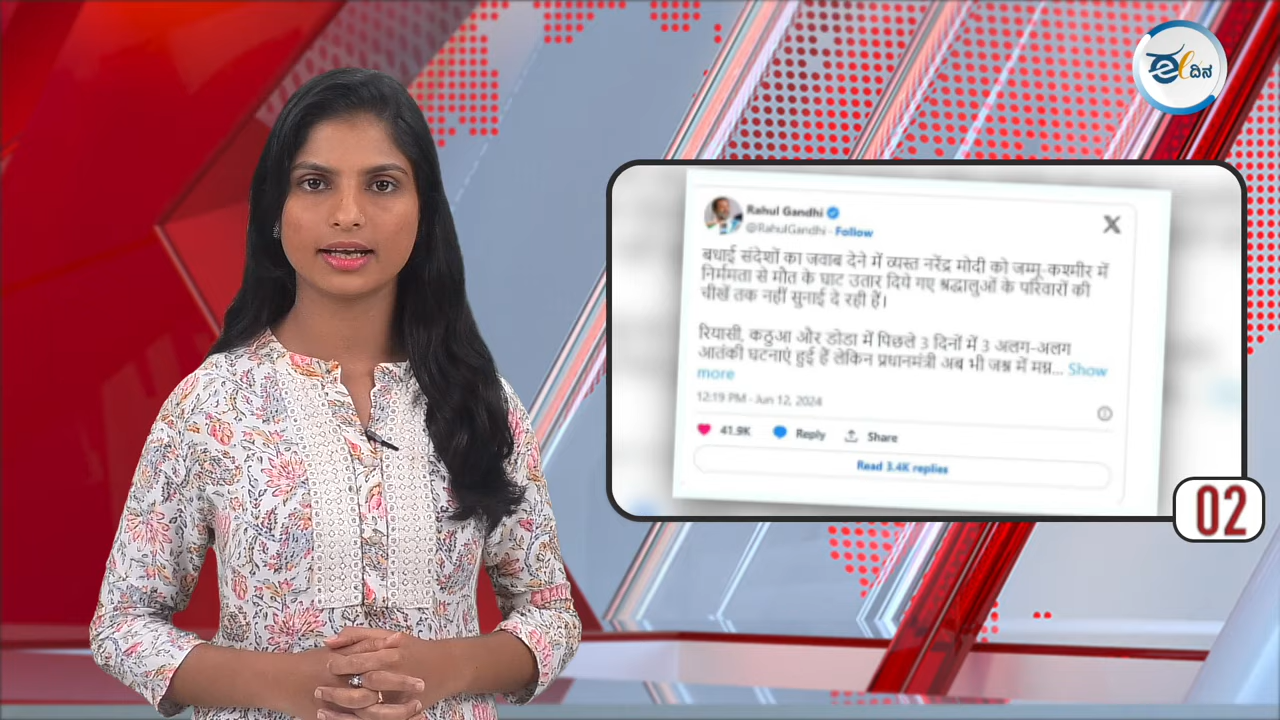 ಈ ದಿನ
Rahul Gandhi
@RahulGandhi · Follow
X
बधाई संदेशों का जवाब देने में व्यस्त नरेंद्र मोदी को जम्मू-कश्मीर में
निर्ममता से मौत के घाट उतार दिये गए श्रद्धालुओं के परिवारों की
चीखें तक नहीं सुनाई दे रही हैं।
रियासी, कठुआ और डोडा में पिछले 3 दिनों में 3 अलग-अलग
आतंकी घटनाएं हुई हैं लेकिन प्रधानमंत्री अब भी जश्न में मग्न... Show
more
12:19 PM · Jun 12, 2024
41.9K Reply Share
Read 3.4K replies
02